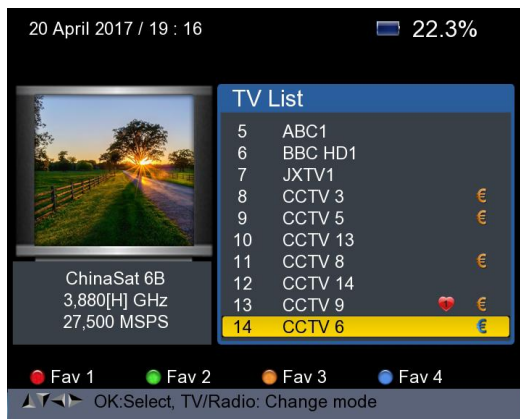 20 April 2017 / 19 : 16
22.3%
TV List
5 ABC1
6 BBC HD1
7 JXTV1
8 CCTV 3 €
9 CCTV 5 €
10 CCTV 13
11 CCTV 8 €
12 CCTV 14
13 CCTV 9 1 €
14 CCTV 6 €
ChinaSat 6B
3,880[H] GHz
27,500 MSPS
Fav 1 Fav 2 Fav 3 Fav 4
OK:Select, TV/Radio: Change mode